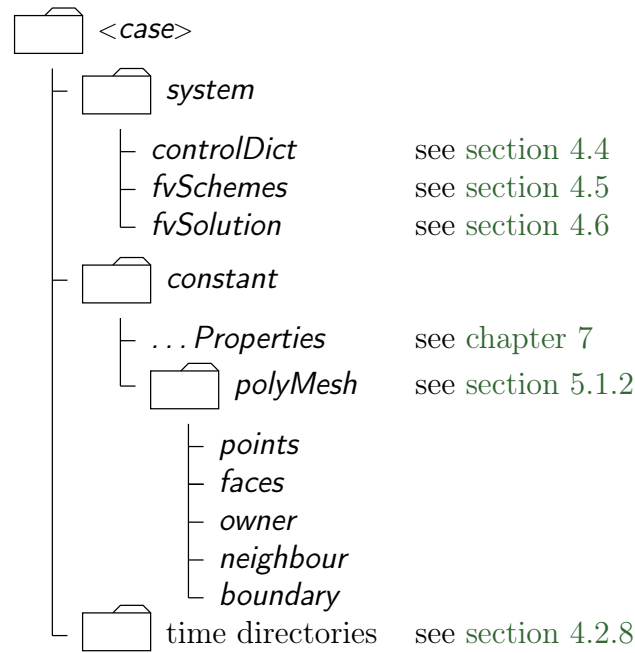 <case>
system
controlDict see section 4.4
fvSchemes see section 4.5
fvSolution see section 4.6
constant
...Properties see chapter 7
polyMesh see section 5.1.2
points
faces
owner
neighbour
boundary
time directories see section 4.2.8